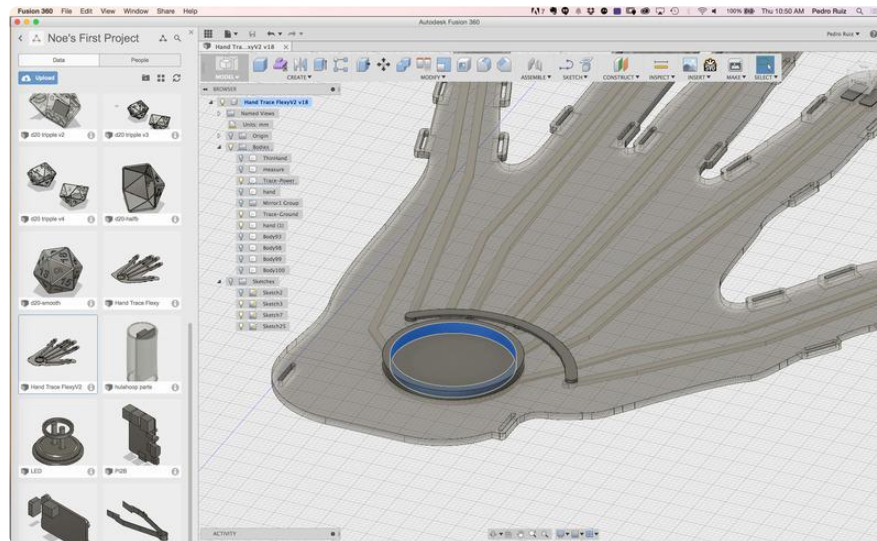 Fusion 360 File Edit View Window Share Help
100% Thu 10:50 AM Pedro Ruiz
Autodesk Fusion 360
Noe's First Project
Pedro Ruiz
Data People
Hand Tra...xyV2 v18
Upload
MODEL CREATE MODIFY ASSEMBLE SKETCH CONSTRUCT INSPECT INSERT MAKE SELECT
BROWSER
Hand Trace FlexyV2 v18
Named Views
Units: mm
Origin
Bodies
ThinHand
measure
Trace-Power
hand
Mirror1 Group
Trace-Ground
hand (1)
Body93
Body98
Body99
Body100
Sketches
Sketch2
Sketch3
Sketch7
Sketch25
d20 tripple v2
d20 tripple v3
d20 tripple v4
d20-halfb
d20-smooth
Hand Trace Flexy
Hand Trace FlexyV2
hulahoop parts
LED
Pi2B
ACTIVITY